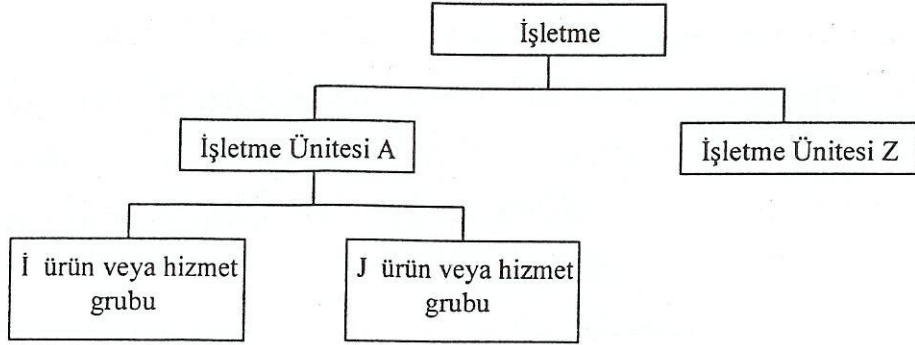 İşletme
İşletme Ünitesi A
İşletme Ünitesi Z
İ ürün veya hizmet
grubu
J ürün veya hizmet
grubu